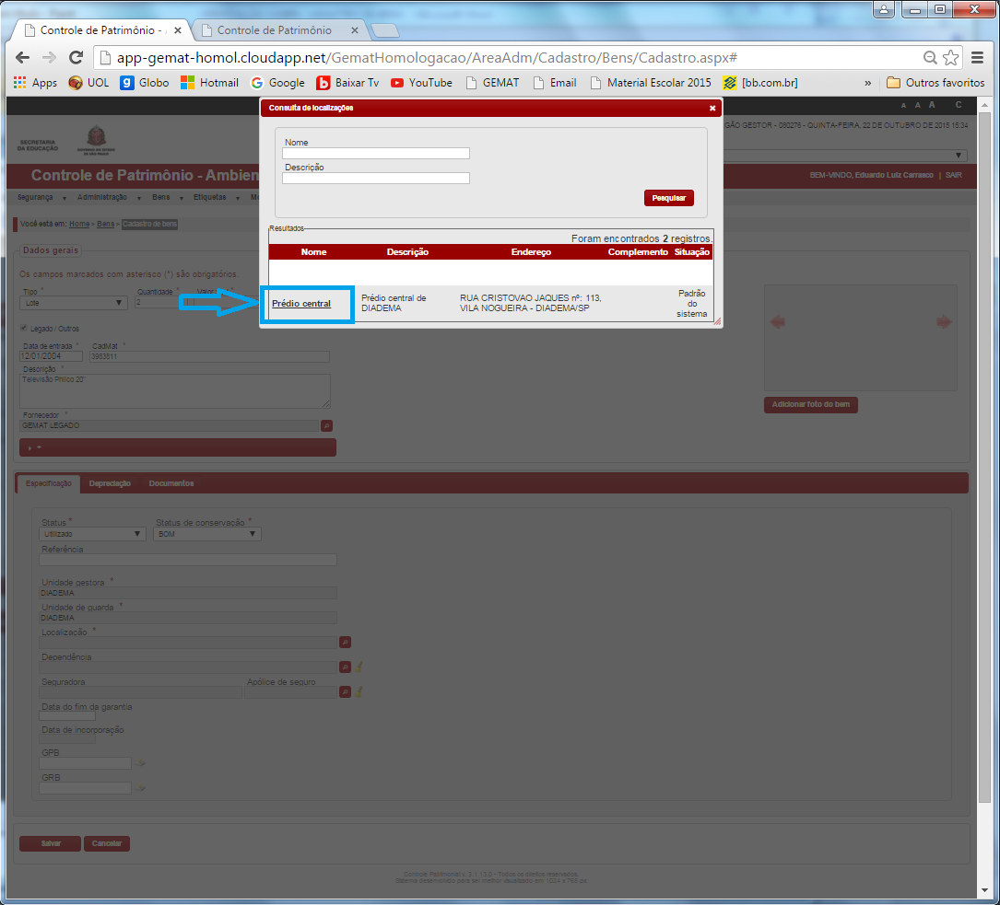 Controle de Patrimônio -
Controle de Patrimônio
app-gemat-homol.cloudapp.net/GematHomologacao/AreaAdm/Cadastro/Bens/Cadastro.aspx#
Apps UOL Globo Hotmail Google Baixar Tv YouTube GEMAT Email Material Escolar 2015 [bb.com.br] » Outros favoritos
Consulta de localizações
A A A C
GÃO GESTOR - 080276 - QUINTA-FEIRA, 22 DE OUTUBRO DE 2015 15:34
SECRETARIA
DA EDUCAÇÃO
Nome
Descrição
Controle de Patrimônio - Ambien
BEM-VINDO, Eduardo Luiz Carrasco | SAIR
Segurança Administração Bens Etiquetas
Pesquisar
Você está em: Home > Bens > Cadastro de bens
Resultados
Foram encontrados 2 registros.
Nome Descrição Endereço Complemento Situação
Prédio central
Prédio central de
DIADEMA
RUA CRISTOVAO JAQUES nº: 113,
VILA NOGUEIRA - DIADEMA/SP
Padrão
do
sistema
Dados gerais
Os campos marcados com asterisco (*) são obrigatórios.
Tipo * Quantidade *
Lote 2
Legado / Outros
Data de entrada * CadMat *
12/01/2004 3983811
Descrição *
Televisão Philco 20"
Fornecedor *
GEMAT LEGADO
Adicionar foto do bem
Especificação Depreciação Documentos
Status * Status de conservação *
Utilizado BOM
Referência
Unidade gestora *
DIADEMA
Unidade de guarda *
DIADEMA
Localização *
Dependência
Seguradora Apólice de seguro
Data do fim da garantia
Data de incorporação
GPB
GRB
Salvar Cancelar
Controle Patrimonial v. 3.1.13.0 - Todos os direitos reservados.
Sistema desenvolvido para ser melhor visualizado em 1024 x 768 px.